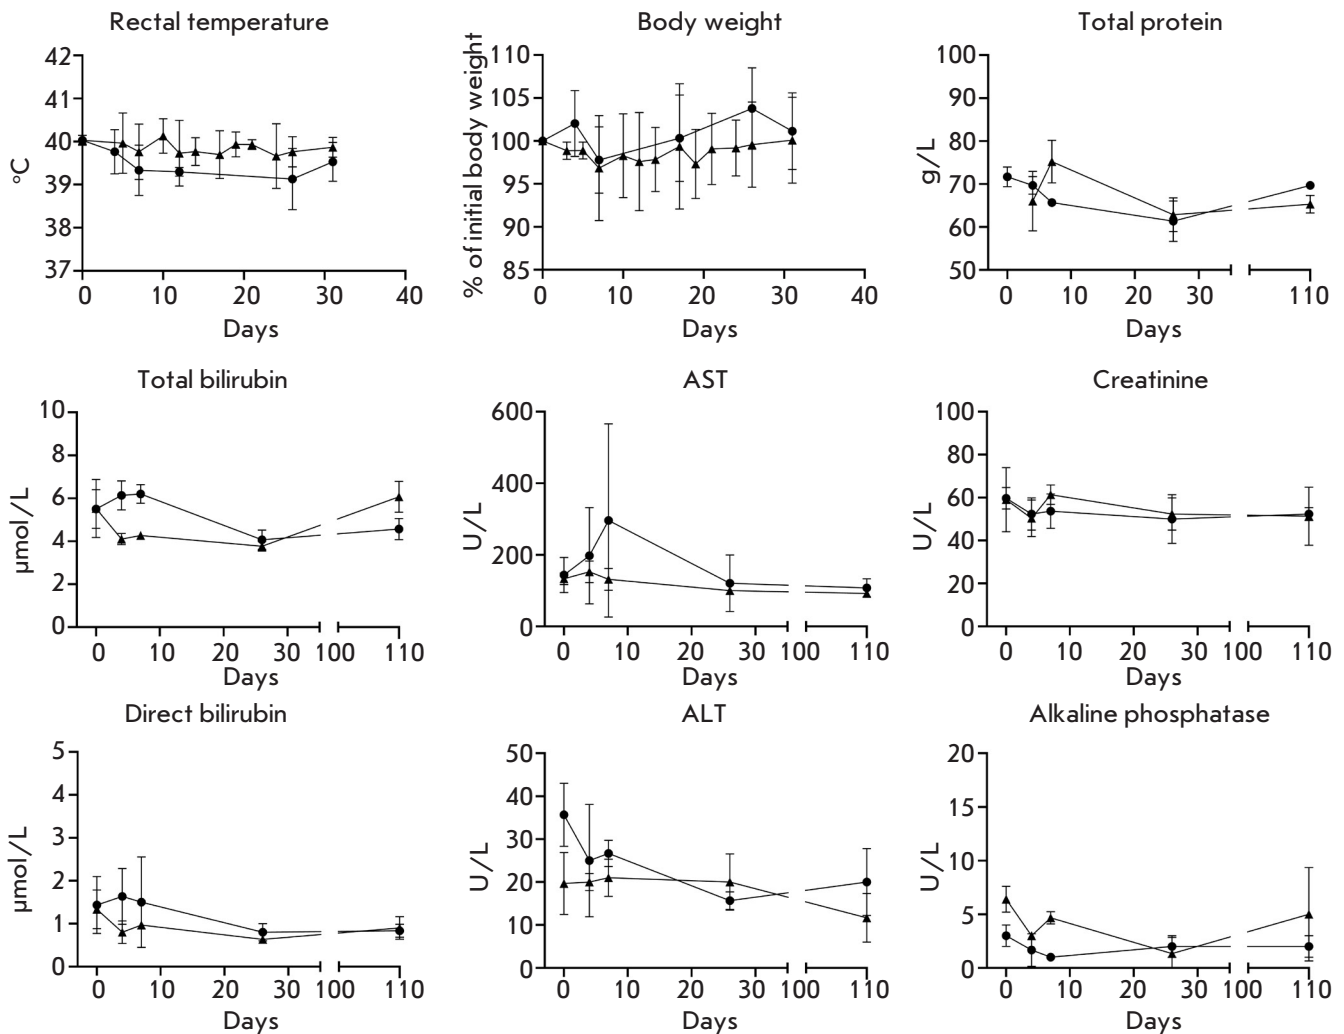 Rectal temperature
42
41
40
39
38
37
°C
0 10 20 30 40
Days
Body weight
110
105
100
95
90
85
% of initial body weight
0 10 20 30 40
Days
Total protein
100
90
80
70
60
50
g/L
0 10 20 30 110
Days
Total bilirubin
10
8
6
4
2
0
µmol/L
0 10 20 30 100 110
Days
AST
600
400
200
0
U/L
0 10 20 30 100 110
Days
Creatinine
100
80
60
40
20
0
U/L
0 10 20 30 100 110
Days
Direct bilirubin
5
4
3
2
1
0
µmol/L
0 10 20 30 100 110
Days
ALT
50
40
30
20
10
0
U/L
0 10 20 30 100 110
Days
Alkaline phosphatase
20
15
10
5
0
U/L
0 10 20 30 100 110
Days